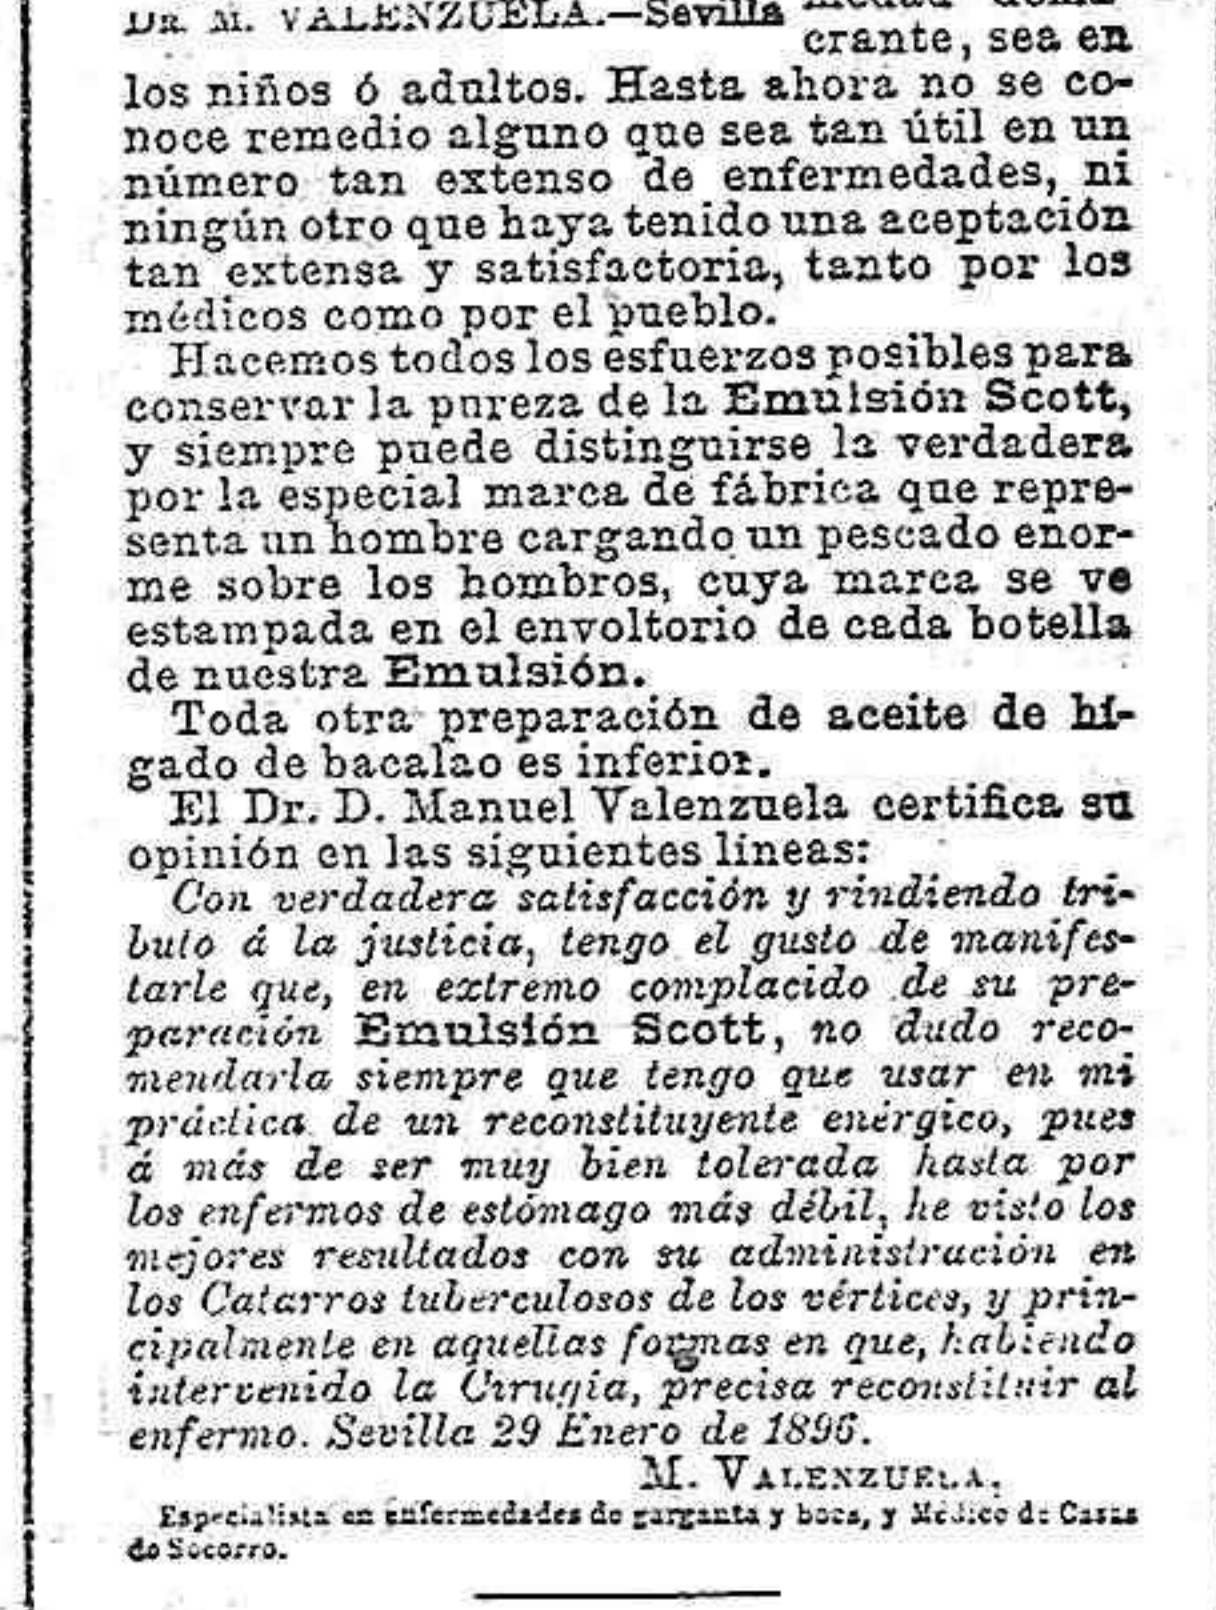 DR. M. VALENZUELA.—Sevilla
crante, sea en
los niños ó adultos. Hasta ahora no se co-
noce remedio alguno que sea tan útil en un
número tan extenso de enfermedades, ni
ningún otro que haya tenido una aceptación
tan extensa y satisfactoria, tanto por los
médicos como por el pueblo.
Hacemos todos los esfuerzos posibles para
conservar la pureza de la Emulsión Scott,
y siempre puede distinguirse la verdadera
por la especial marca de fábrica que repre-
senta un hombre cargando un pescado enor-
me sobre los hombros, cuya marca se ve
estampada en el envoltorio de cada botella
de nuestra Emulsión.
Toda otra preparación de aceite de hí-
gado de bacalao es inferior.
El Dr. D. Manuel Valenzuela certifica su
opinión en las siguientes lineas:
Con verdadera satisfacción y rindiendo tri-
buto á la justicia, tengo el gusto de manifes-
tarle que, en extremo complacido de su pre-
paración Emulsión Scott, no dudo reco-
mendarla siempre que tengo que usar en mi
práctica de un reconstituyente enérgico, pues
á más de ser muy bien tolerada hasta por
los enfermos de estómago más débil, he visto los
mejores resultados con su administración en
los Catarros tuberculosos de los vértices, y prin-
cipalmente en aquellas formas en que, habiendo
intervenido la Cirugia, precisa reconstituir al
enfermo. Sevilla 29 Enero de 1896.
M. VALENZUELA.
Especialista en enfermedades de garganta y boca, y Médico de Casas
de Socorro.